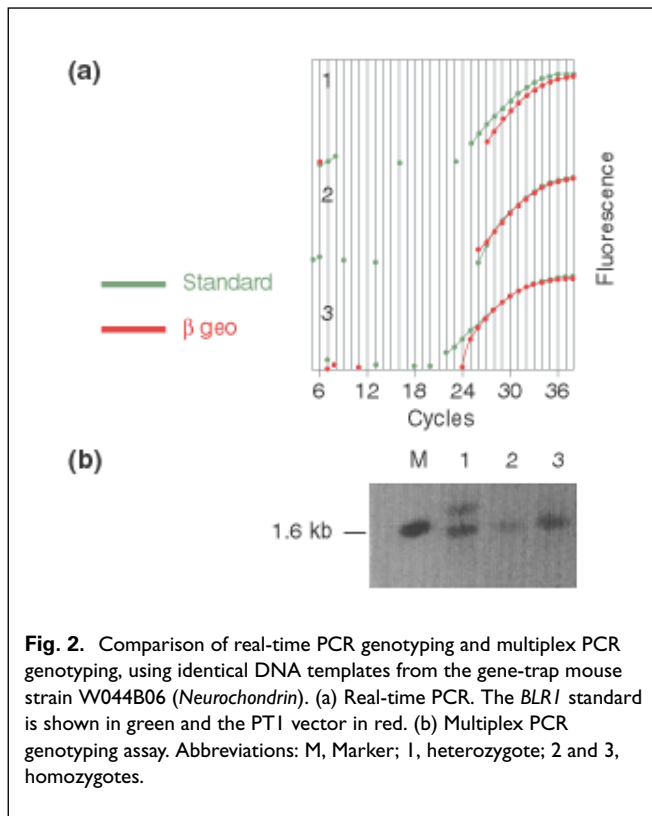 (a)
1
2
3
Standard
β geo
Fluorescence
6 12 18 24 30 36
Cycles
(b)
M 1 2 3
1.6 kb
Fig. 2. Comparison of real-time PCR genotyping and multiplex PCR
genotyping, using identical DNA templates from the gene-trap mouse
strain W044B06 (Neurochondrin). (a) Real-time PCR. The BLR1 standard
is shown in green and the PT1 vector in red. (b) Multiplex PCR
genotyping assay. Abbreviations: M, Marker; 1, heterozygote; 2 and 3,
homozygotes.